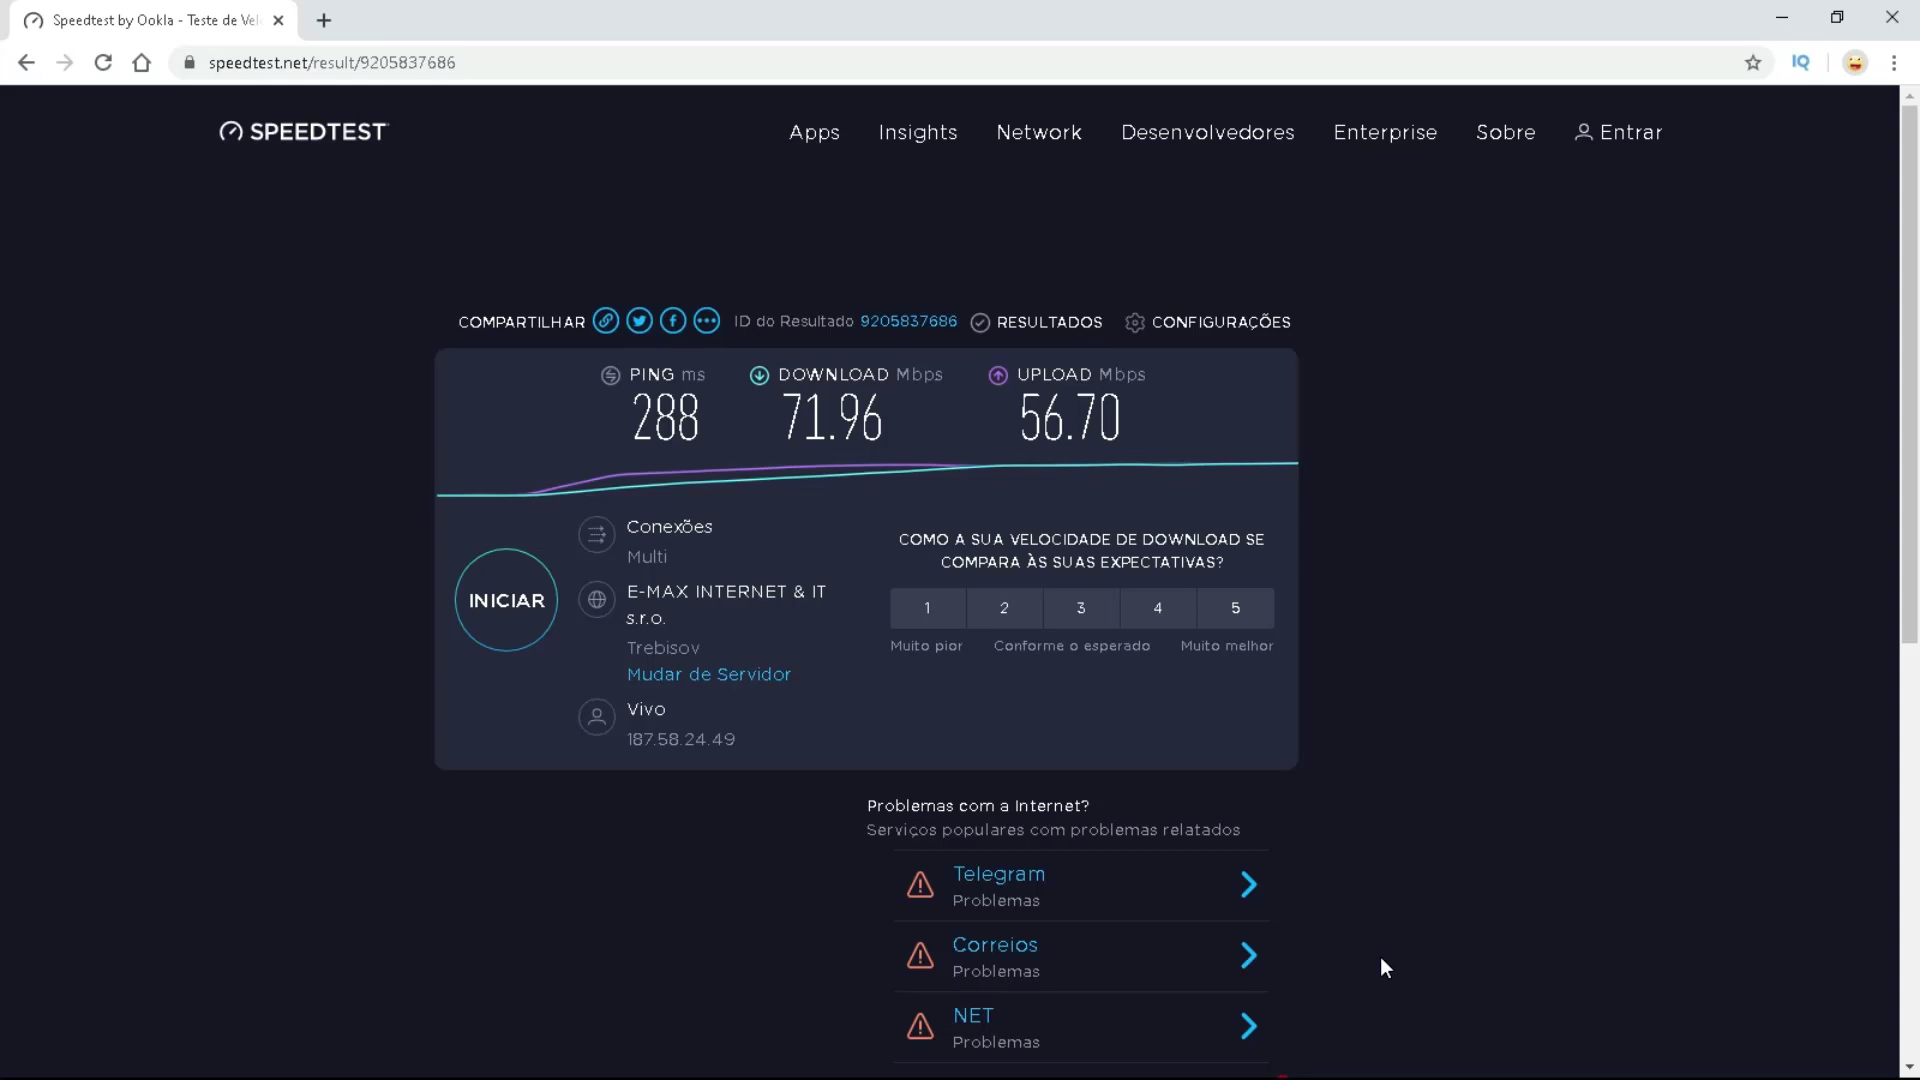 Speedtest by Ookla - Teste de Vel
speedtest.net/result/9205837686
IQ
SPEEDTEST
Apps
Insights
Network
Desenvolvedores
Enterprise
Sobre
Entrar
COMPARTILHAR
ID do Resultado 9205837686
RESULTADOS
CONFIGURAÇÕES
PING ms
DOWNLOAD Mbps
UPLOAD Mbps
288
71.96
56.70
INICIAR
Conexões
Multi
E-MAX INTERNET & IT
s.r.o.
Trebisov
Mudar de Servidor
Vivo
187.58.24.49
COMO A SUA VELOCIDADE DE DOWNLOAD SE
COMPARA ÀS SUAS EXPECTATIVAS?
1 2 3 4 5
Muito pior
Conforme o esperado
Muito melhor
Problemas com a Internet?
Serviços populares com problemas relatados
Telegram
Problemas
Correios
Problemas
NET
Problemas